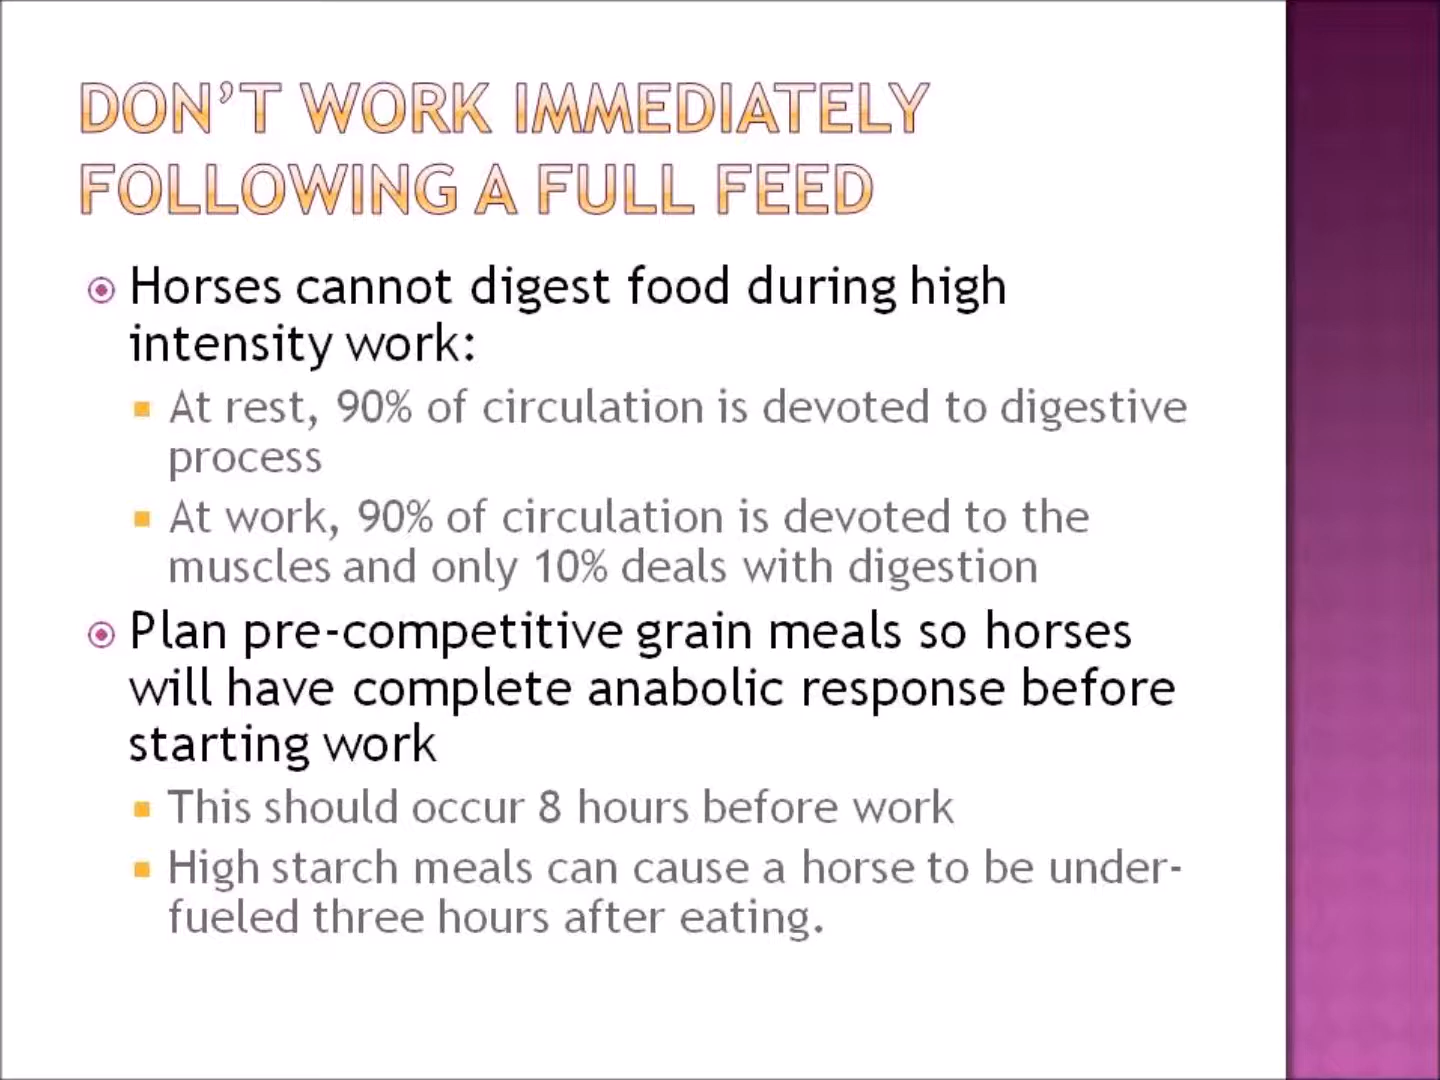 DON'T WORK IMMEDIATELY
FOLLOWING A FULL FEED
Horses cannot digest food during high
intensity work:
At rest, 90% of circulation is devoted to digestive
process
At work, 90% of circulation is devoted to the
muscles and only 10% deals with digestion
Plan pre-competitive grain meals so horses
will have complete anabolic response before
starting work
This should occur 8 hours before work
High starch meals can cause a horse to be under-
fueled three hours after eating.